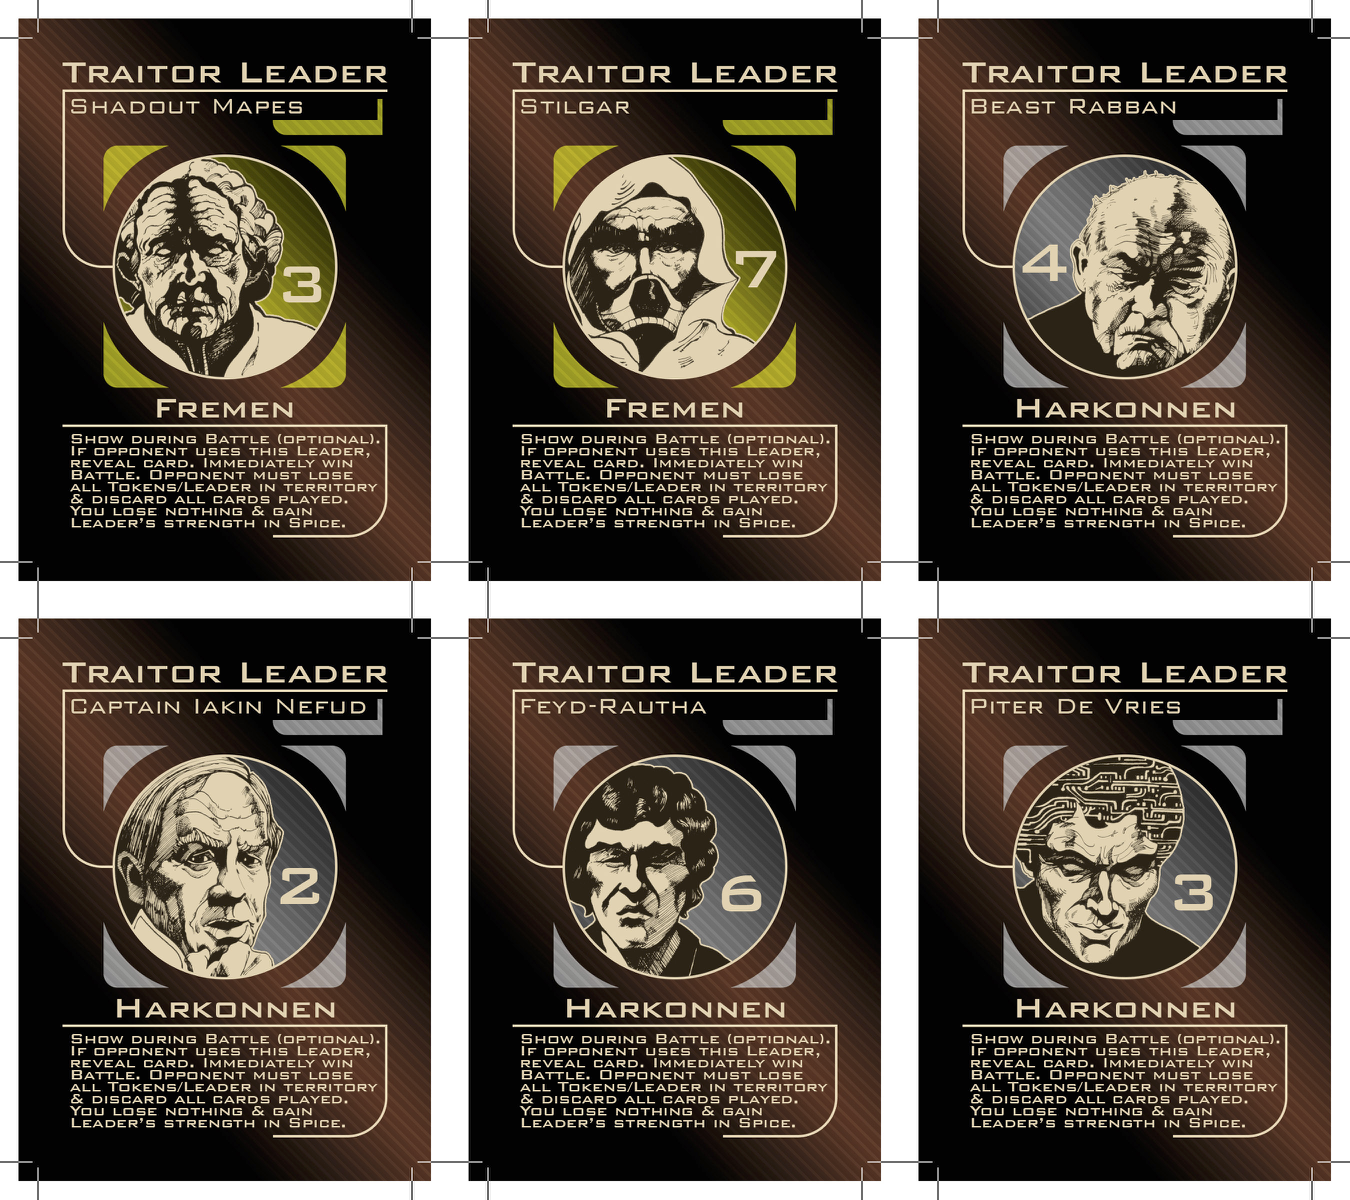 Traitor Leader
Shadout Mapes
3
Fremen
Show during Battle (optional).
If opponent uses this Leader,
reveal card. Immediately win
Battle. Opponent must lose
all Tokens/Leader in territory
& discard all cards played.
You lose nothing & gain
Leader's strength in Spice.
Traitor Leader
Stilgar
7
Fremen
Show during Battle (optional).
If opponent uses this Leader,
reveal card. Immediately win
Battle. Opponent must lose
all Tokens/Leader in territory
& discard all cards played.
You lose nothing & gain
Leader's strength in Spice.
Traitor Leader
Beast Rabban
4
Harkonnen
Show during Battle (optional).
If opponent uses this Leader,
reveal card. Immediately win
Battle. Opponent must lose
all Tokens/Leader in territory
& discard all cards played.
You lose nothing & gain
Leader's strength in Spice.
Traitor Leader
Captain Iakin Nefud
2
Harkonnen
Show during Battle (optional).
If opponent uses this Leader,
reveal card. Immediately win
Battle. Opponent must lose
all Tokens/Leader in territory
& discard all cards played.
You lose nothing & gain
Leader's strength in Spice.
Traitor Leader
Feyd-Rautha
6
Harkonnen
Show during Battle (optional).
If opponent uses this Leader,
reveal card. Immediately win
Battle. Opponent must lose
all Tokens/Leader in territory
& discard all cards played.
You lose nothing & gain
Leader's strength in Spice.
Traitor Leader
Piter De Vries
3
Harkonnen
Show during Battle (optional).
If opponent uses this Leader,
reveal card. Immediately win
Battle. Opponent must lose
all Tokens/Leader in territory
& discard all cards played.
You lose nothing & gain
Leader's strength in Spice.